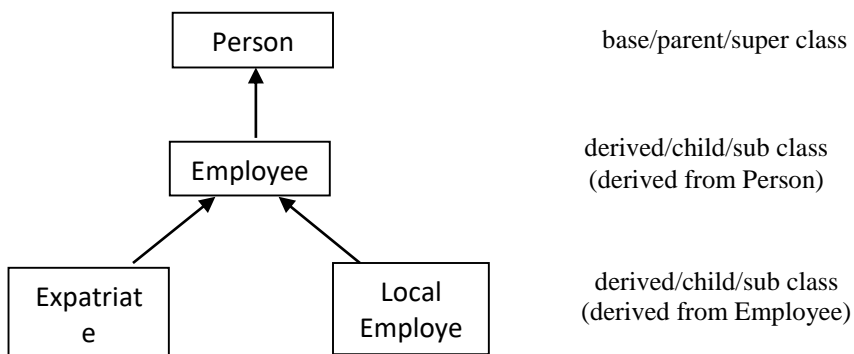 Person
base/parent/super class
Employee
derived/child/sub class
(derived from Person)
Expatriat
e
Local
Employe
derived/child/sub class
(derived from Employee)